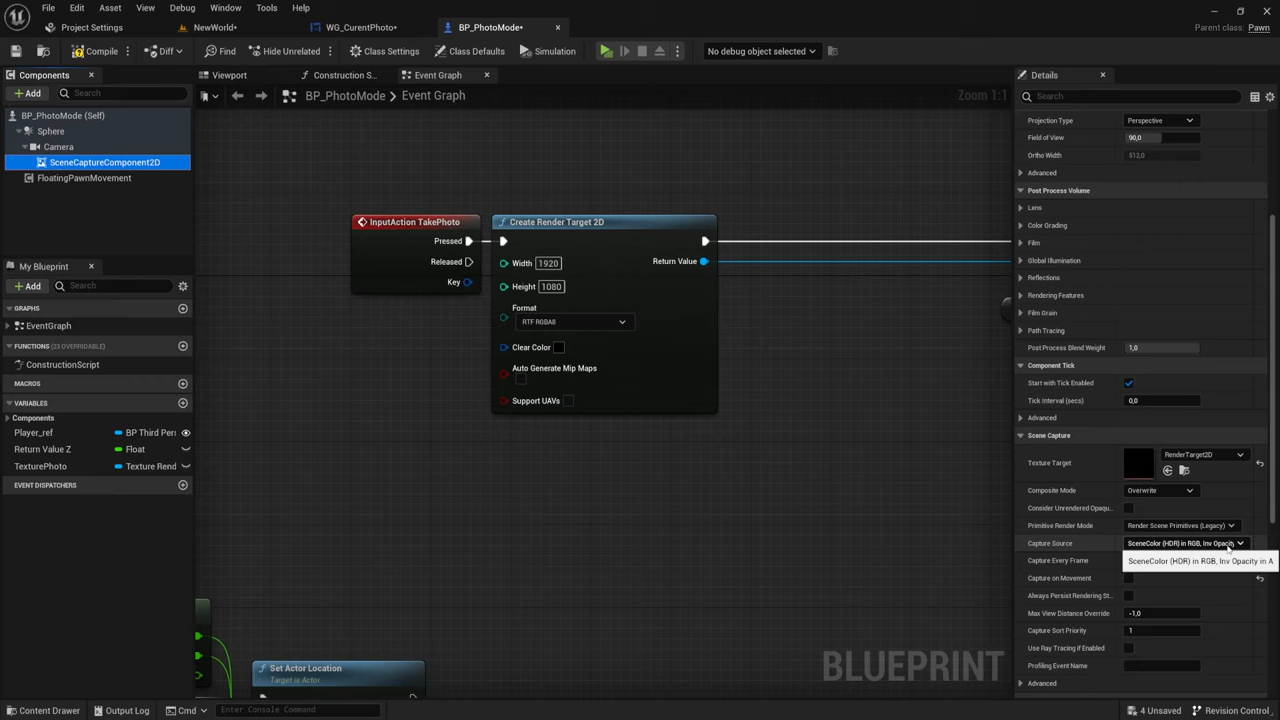 File Edit Asset View Debug Window Tools Help
Parent class: Pawn
Project Settings NewWorld• WG_CurentPhoto• BP_PhotoMode•
Compile Diff Find Hide Unrelated Class Settings Class Defaults Simulation No debug object selected
Components
Add Search
BP_PhotoMode (Self)
Sphere
Camera
SceneCaptureComponent2D
FloatingPawnMovement
My Blueprint
Add Search
GRAPHS
EventGraph
FUNCTIONS (23 OVERRIDABLE)
ConstructionScript
MACROS
VARIABLES
Components
Player_ref BP Third Pers
Return Value Z Float
TexturePhoto Texture Rend
EVENT DISPATCHERS
Viewport Construction S... Event Graph
BP_PhotoMode > Event Graph Zoom 1:1
InputAction TakePhoto
Pressed
Released
Key
Create Render Target 2D
Width 1920
Height 1080
Return Value
Format
RTF RGBA8
Clear Color
Auto Generate Mip Maps
Support UAVs
Set Actor Location
Target is Actor
BLUEPRINT
Details
Search
Projection Type Perspective
Field of View 90,0
Ortho Width 512,0
Advanced
Post Process Volume
Lens
Color Grading
Film
Global Illumination
Reflections
Rendering Features
Film Grain
Path Tracing
Post Process Blend Weight 1,0
Component Tick
Start with Tick Enabled
Tick Interval (secs) 0,0
Advanced
Scene Capture
Texture Target RenderTarget2D
Composite Mode Overwrite
Consider Unrendered Opaqu...
Primitive Render Mode Render Scene Primitives (Legacy)
Capture Source SceneColor (HDR) in RGB, Inv Opacity
Capture Every Frame SceneColor (HDR) in RGB, Inv Opacity in A
Capture on Movement
Always Persist Rendering St...
Max View Distance Override -1,0
Capture Sort Priority 1
Use Ray Tracing if Enabled
Profiling Event Name
Advanced
Content Drawer Output Log Cmd Enter Console Command 4 Unsaved Revision Control